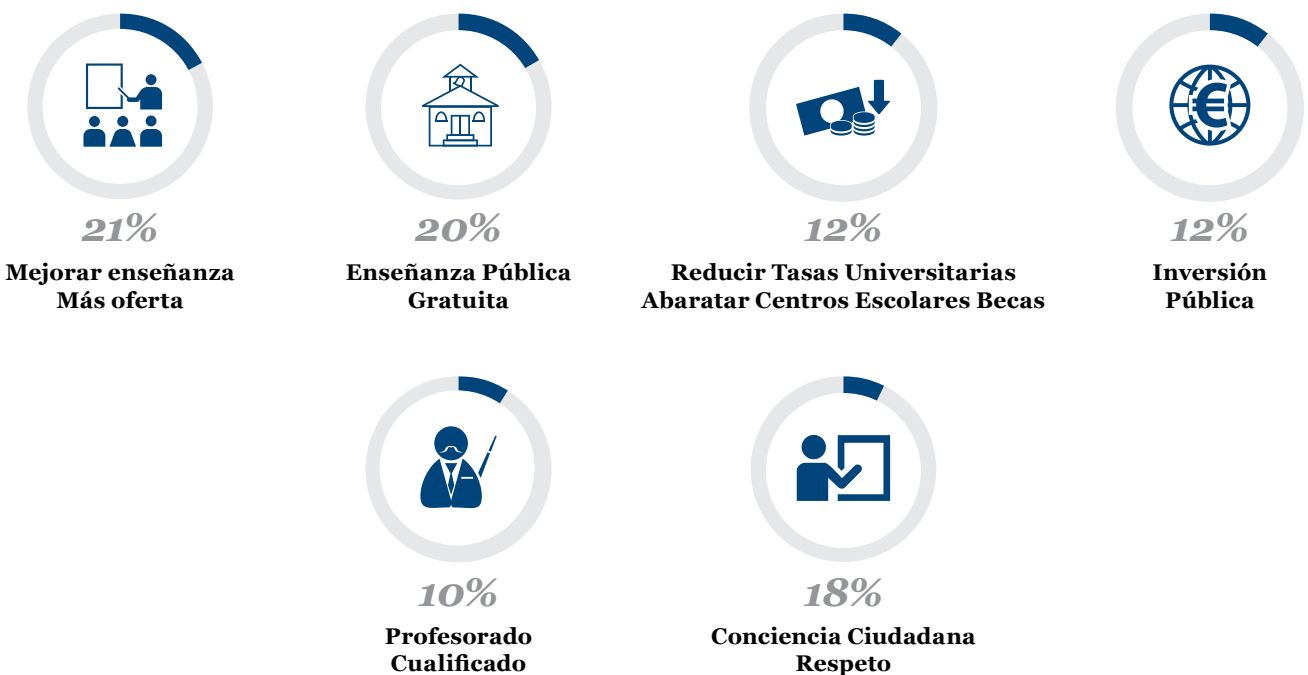 21%
Mejorar enseñanza
Más oferta
20%
Enseñanza Pública
Gratuita
12%
Reducir Tasas Universitarias
Abaratar Centros Escolares Becas
12%
Inversión
Pública
10%
Profesorado
Cualificado
18%
Conciencia Ciudadana
Respeto